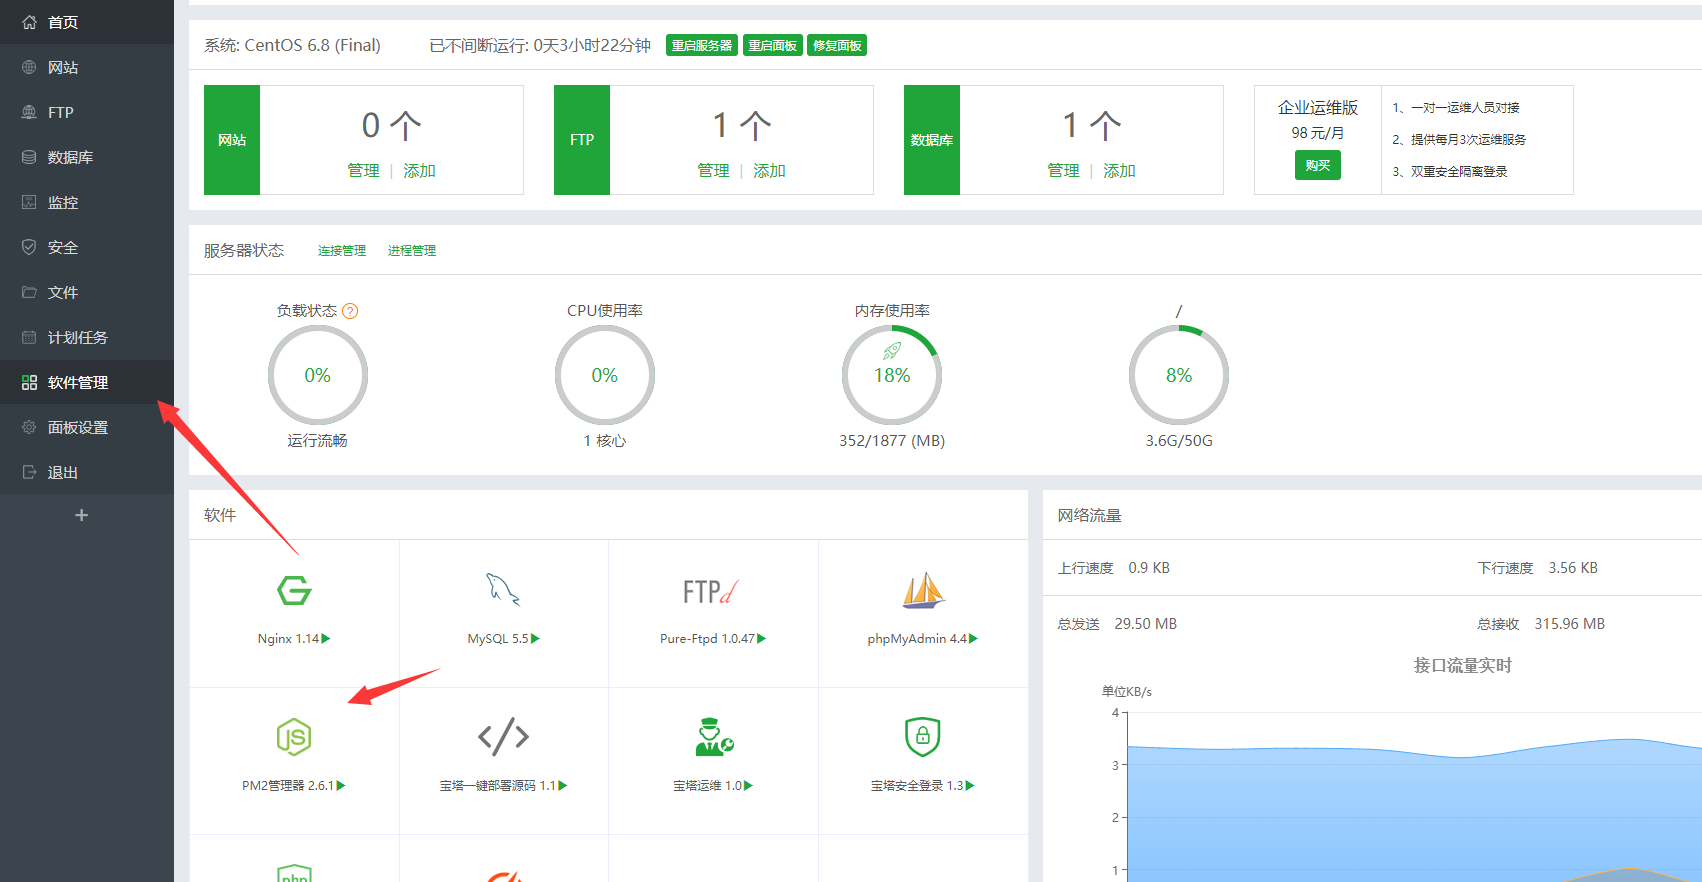 首页
网站
FTP
数据库
监控
安全
文件
计划任务
软件管理
面板设置
退出
+
系统: CentOS 6.8 (Final) 已不间断运行: 0天3小时22分钟 重启服务器 重启面板 修复面板
网站
0 个
管理 | 添加
FTP
1 个
管理 | 添加
数据库
1 个
管理 | 添加
企业运维版
98 元/月
购买
1、一对一运维人员对接
2、提供每月3次运维服务
3、双重安全隔离登录
服务器状态 连接管理 进程管理
负载状态 ?
0%
运行流畅
CPU使用率
0%
1 核心
内存使用率
18%
352/1877 (MB)
/
8%
3.6G/50G
软件
Nginx 1.14
MySQL 5.5
FTPd
Pure-Ftpd 1.0.47
phpMyAdmin 4.4
JS
PM2管理器 2.6.1
</>
宝塔一键部署源码 1.1
宝塔运维 1.0
宝塔安全登录 1.3
php
网络流量
上行速度 0.9 KB
下行速度 3.56 KB
总发送 29.50 MB
总接收 315.96 MB
接口流量实时
单位KB/s
4
3
2
1